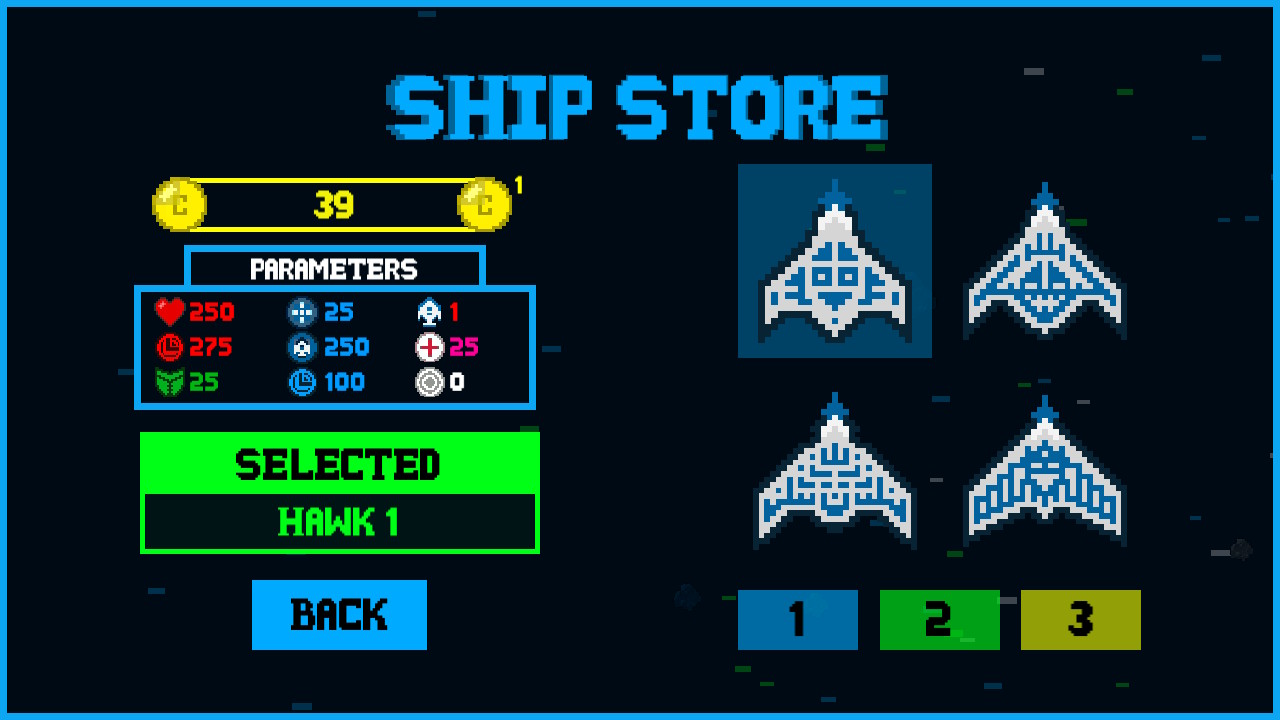 SHIP STORE
39
1
PARAMETERS
250 25 1
275 250 25
25 100 0
SELECTED
HAWK 1
BACK
1 2 3